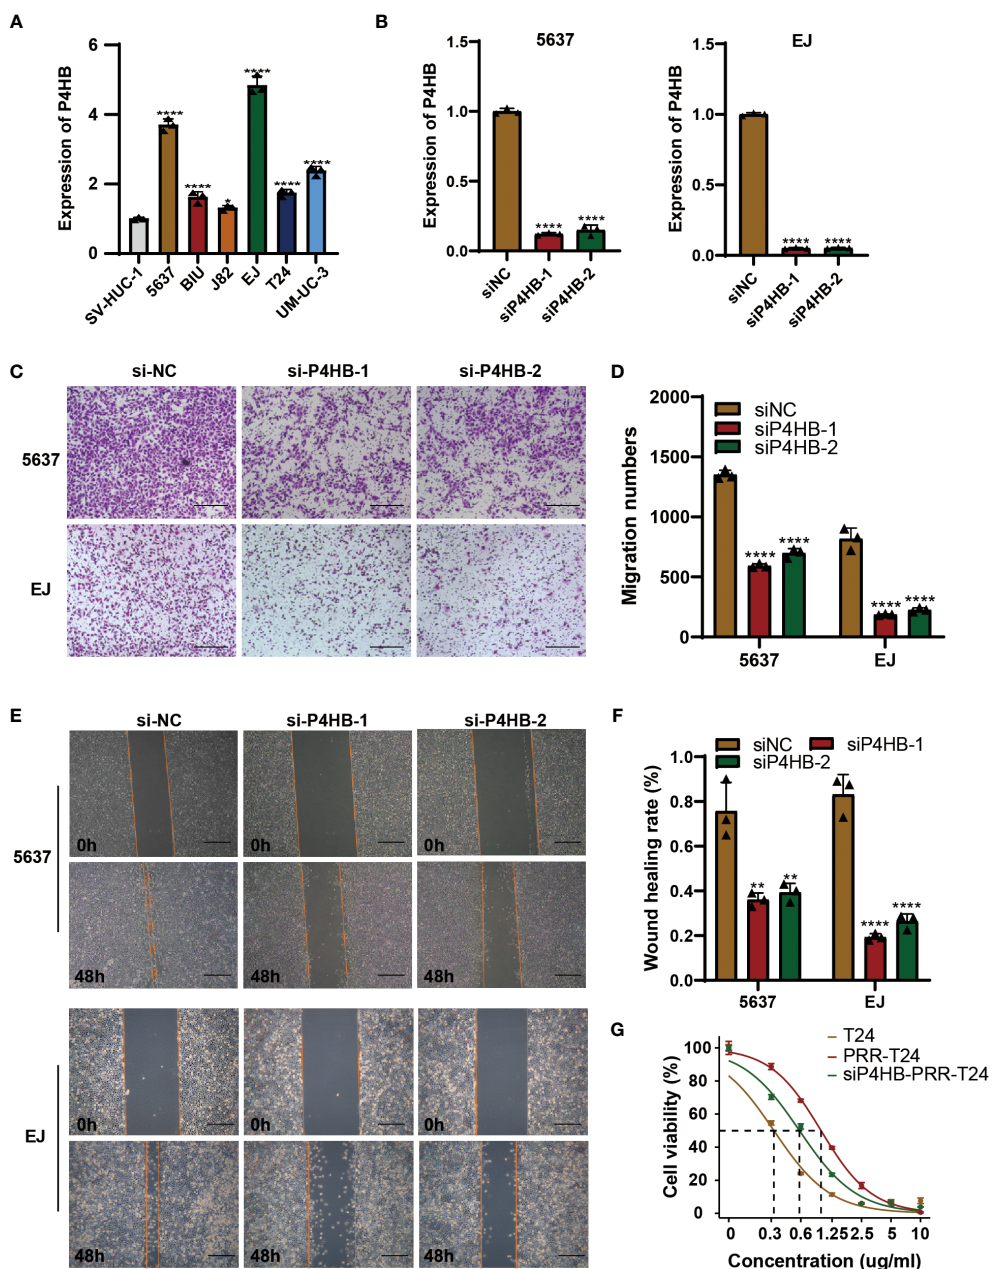 A
Expression of P4HB
6
4
2
0
****
****
*
****
****
****
SV-HUC-1
5637
BIU
J82
EJ
T24
UM-UC-3
B
5637
Expression of P4HB
1.5
1.0
0.5
0.0
****
****
siNC
siP4HB-1
siP4HB-2
EJ
Expression of P4HB
1.5
1.0
0.5
0.0
****
****
siNC
siP4HB-1
siP4HB-2
C
si-NC
si-P4HB-1
si-P4HB-2
5637
EJ
D
Migration numbers
2000
1500
1000
500
0
siNC
siP4HB-1
siP4HB-2
****
****
****
****
5637
EJ
E
si-NC
si-P4HB-1
si-P4HB-2
5637
0h
0h
0h
48h
48h
48h
EJ
0h
0h
0h
48h
48h
48h
F
Wound healing rate (%)
siNC
siP4HB-1
siP4HB-2
1.0
0.8
0.6
0.4
0.2
0.0
**
**
****
****
5637
EJ
G
Cell viability (%)
T24
PRR-T24
siP4HB-PRR-T24
100
80
60
40
20
0
0
0.3
0.6
1.25
2.5
5
10
Concentration (ug/ml)